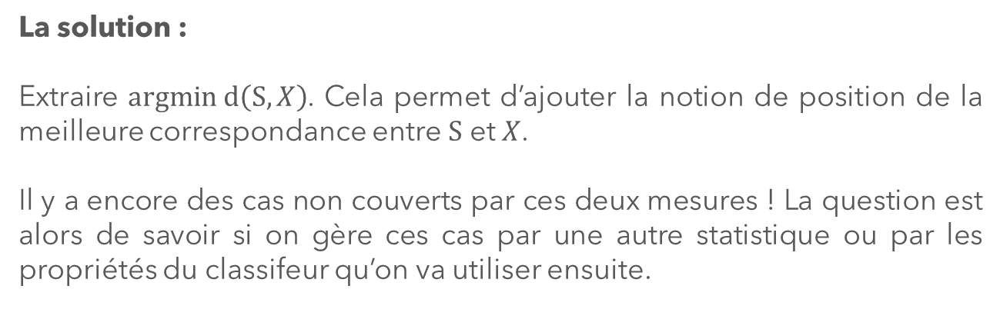 La solution :
Extraire argmin d(S, X). Cela permet d’ajouter la notion de position de la
meilleure correspondance entre S et X.
Il y a encore des cas non couverts par ces deux mesures ! La question est
alors de savoir si on gère ces cas par une autre statistique ou par les
propriétés du classifeur qu’on va utiliser ensuite.